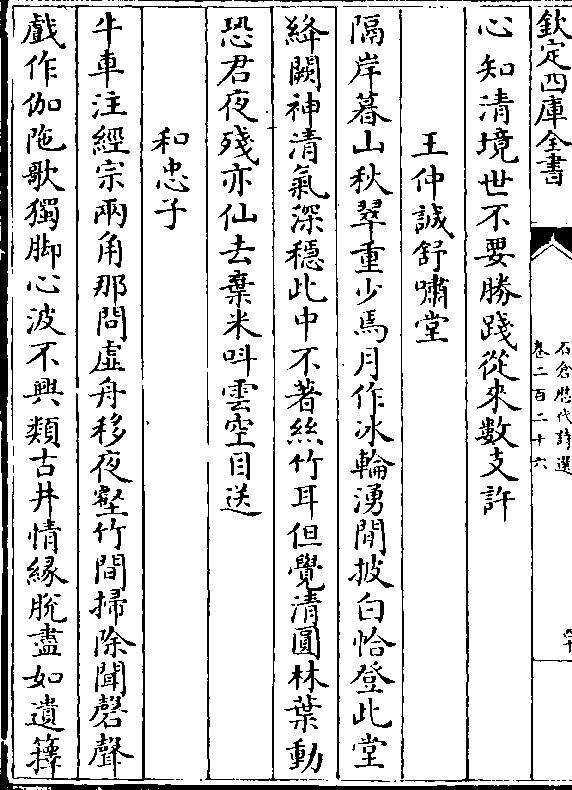 欽定四庫全書
石倉歷代詩選
卷二百二十六
四十
心知清境世不要勝踐從來數支許
王仲誠舒嘯堂
隔岸暮山秋翠重少焉月作冰輪湧閒披白恰登此堂
絳闕神清氣深穩此中不著絲竹耳但覺清圓林葉動
恐君夜殘亦仙去棄米叫雲空目送
和忠子
牛車注經宗兩角那問虛舟移夜壑竹間掃除聞磬聲
戲作伽陁歌獨脚心波不興類古井情緣脫盡如遺籜